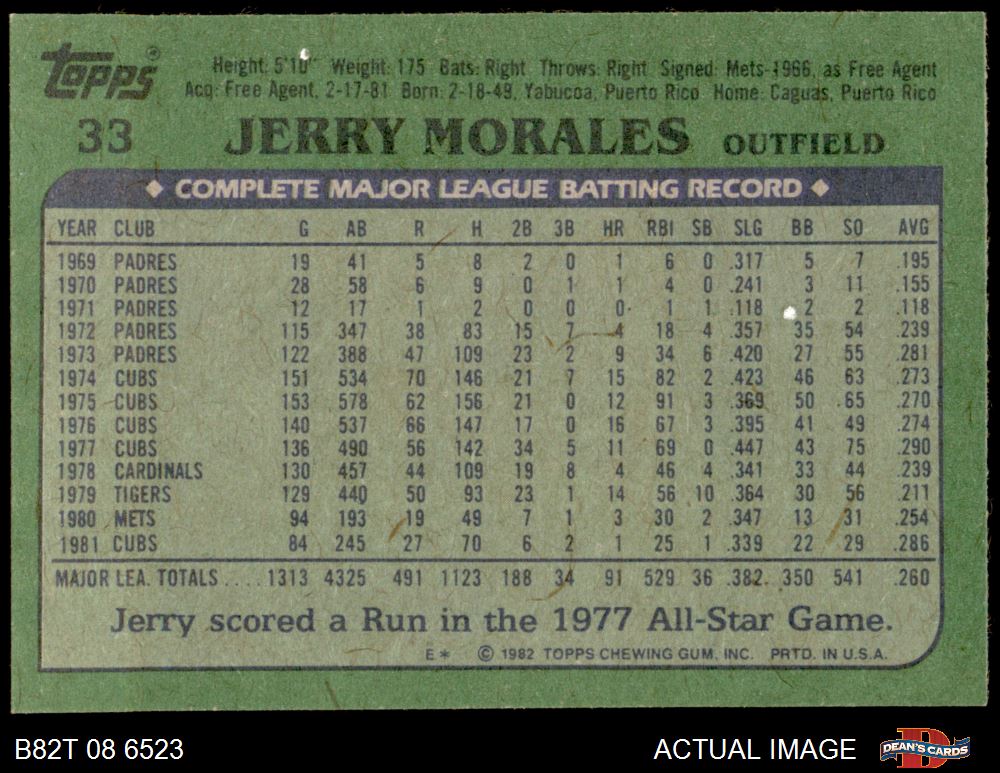 Topps®
Height: 5'10" Weight: 175 Bats: Right Throws: Right Signed: Mets-1966, as Free Agent
Acq: Free Agent, 2-17-81 Born: 2-18-49, Yabucoa, Puerto Rico Home: Caguas, Puerto Rico
33 JERRY MORALES OUTFIELD
◆ COMPLETE MAJOR LEAGUE BATTING RECORD ◆
YEAR CLUB G AB R H 2B 3B HR RBI SB SLG BB SO AVG
1969 PADRES 19 41 5 8 2 0 1 6 0 .317 5 7 .195
1970 PADRES 28 58 6 9 0 1 1 4 0 .241 3 11 .155
1971 PADRES 12 17 1 2 0 0 0 1 1 .118 2 2 .118
1972 PADRES 115 347 38 83 15 7 4 18 4 .357 35 54 .239
1973 PADRES 122 388 47 109 23 2 9 34 6 .420 27 55 .281
1974 CUBS 151 534 70 146 21 7 15 82 2 .423 46 63 .273
1975 CUBS 153 578 62 156 21 0 12 91 3 .369 50 65 .270
1976 CUBS 140 537 66 147 17 0 16 67 3 .395 41 49 .274
1977 CUBS 136 490 56 142 34 5 11 69 0 .447 43 75 .290
1978 CARDINALS 130 457 44 109 19 8 4 46 4 .341 33 44 .239
1979 TIGERS 129 440 50 93 23 1 14 56 10 .364 30 56 .211
1980 METS 94 193 19 49 7 1 3 30 2 .347 13 31 .254
1981 CUBS 84 245 27 70 6 2 1 25 1 .339 22 29 .286
MAJOR LEA. TOTALS .... 1313 4325 491 1123 188 34 91 529 36 .382 350 541 .260
Jerry scored a Run in the 1977 All-Star Game.
E* © 1982 TOPPS CHEWING GUM, INC. PRTD. IN U.S.A.
B82T 08 6523 ACTUAL IMAGE DEAN'S CARDS